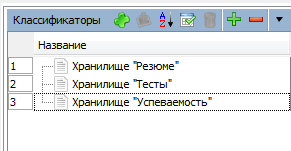 Классификаторы
Название
1 Хранилище "Резюме"
2 Хранилище "Тесты"
3 Хранилище "Успеваемость"